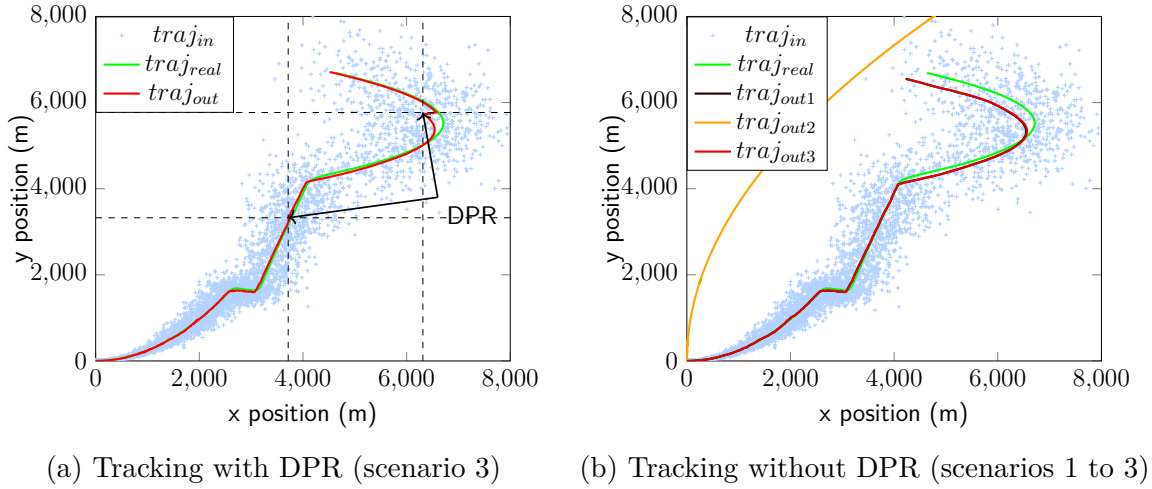 8,000
6,000
4,000
2,000
0
y position (m)
traj_in
traj_real
traj_out
DPR
0 2,000 4,000 6,000 8,000
x position (m)
(a) Tracking with DPR (scenario 3)
8,000
6,000
4,000
2,000
0
y position (m)
traj_in
traj_real
traj_out1
traj_out2
traj_out3
0 2,000 4,000 6,000 8,000
x position (m)
(b) Tracking without DPR (scenarios 1 to 3)